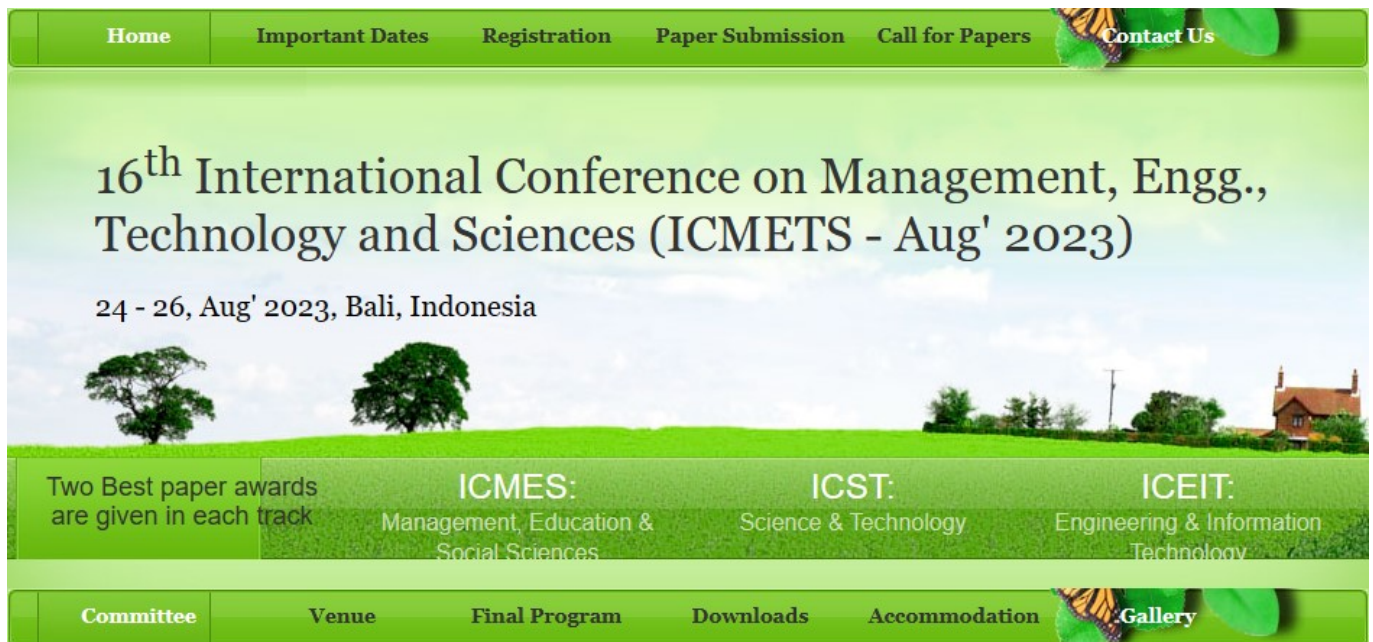 Home Important Dates Registration Paper Submission Call for Papers Contact Us
16th International Conference on Management, Engg.,
Technology and Sciences (ICMETS - Aug' 2023)
24 - 26, Aug' 2023, Bali, Indonesia
Two Best paper awards
are given in each track
ICMES:
Management, Education &
Social Sciences
ICST:
Science & Technology
ICEIT:
Engineering & Information
Technology
Committee Venue Final Program Downloads Accommodation Gallery